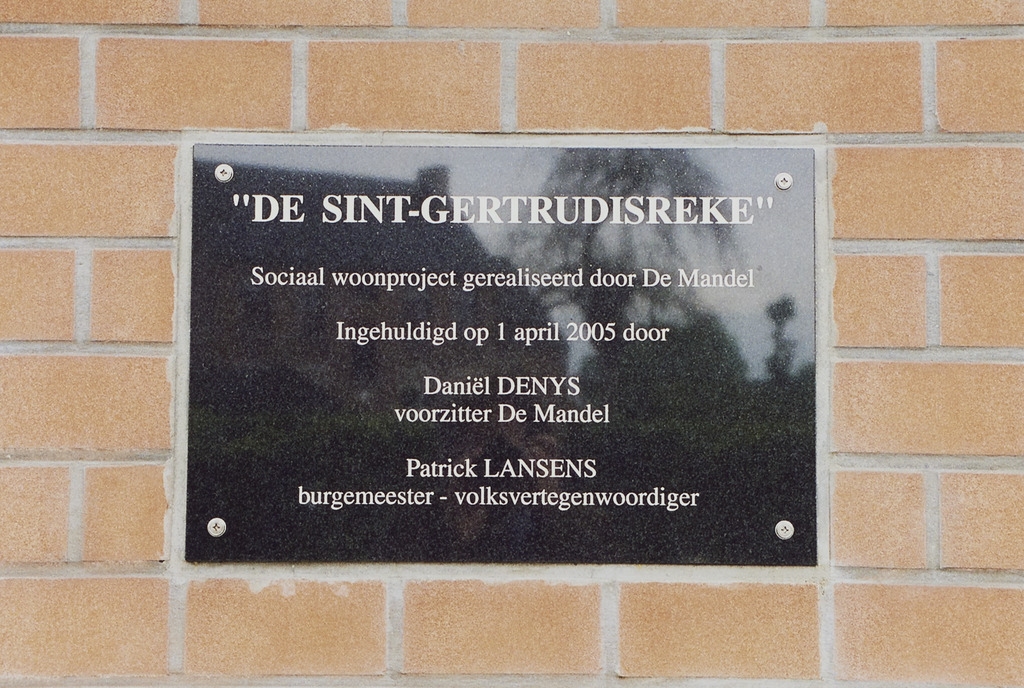 "DE SINT-GERTRUDISREKE"
Sociaal woonproject gerealiseerd door De Mandel
Ingehuldigd op 1 april 2005 door
Daniël DENYS
voorzitter De Mandel
Patrick LANSENS
burgemeester - volksvertegenwoordiger